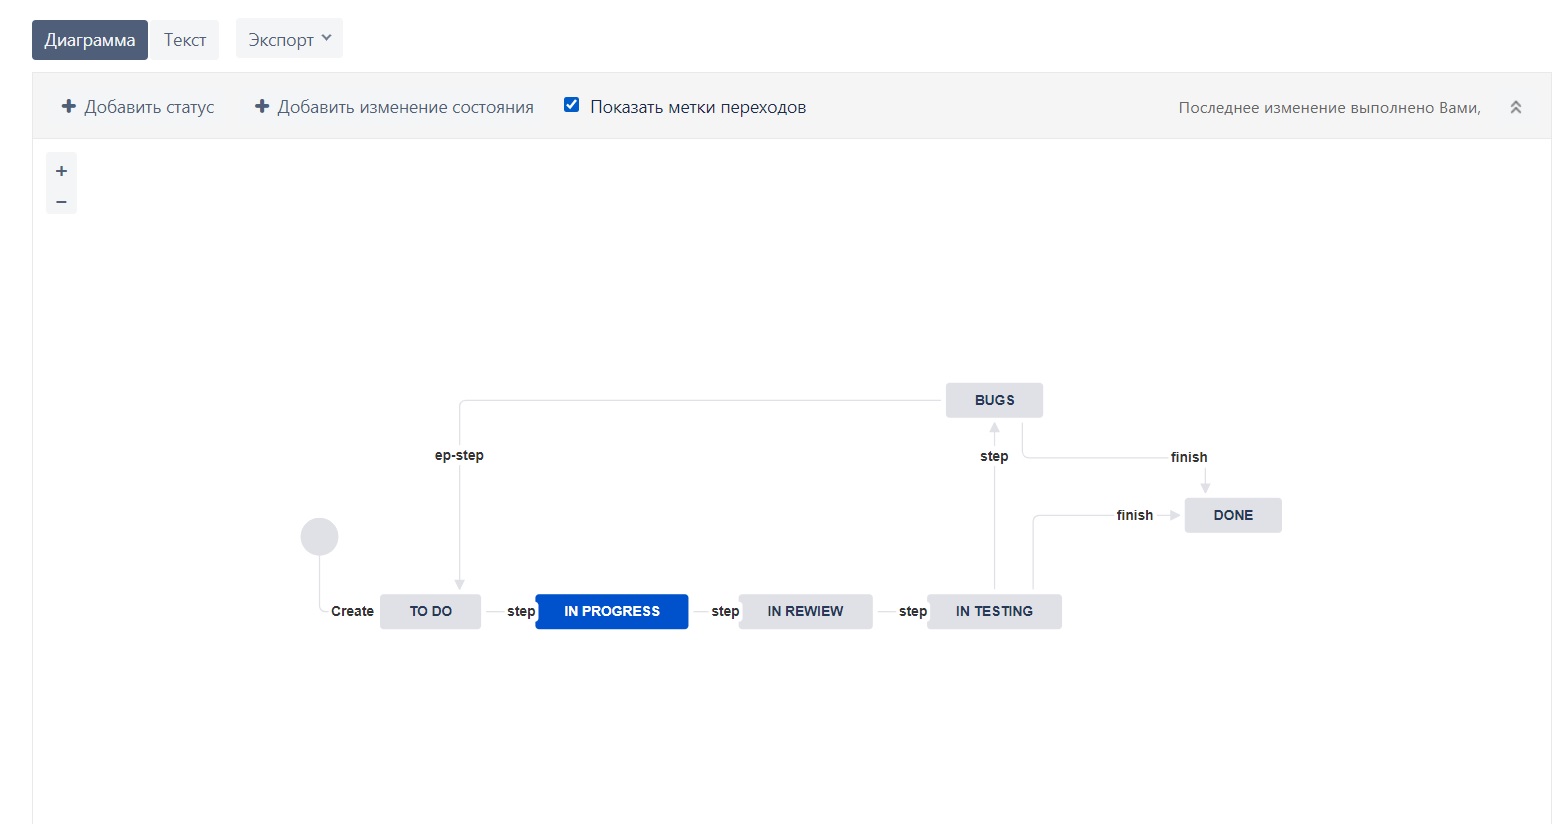 Диаграмма Текст Экспорт
Добавить статус Добавить изменение состояния Показать метки переходов Последнее изменение выполнено Вами,
+
−
BUGS
ep-step step finish
finish DONE
Create TO DO step IN PROGRESS step IN REWIEW step IN TESTING